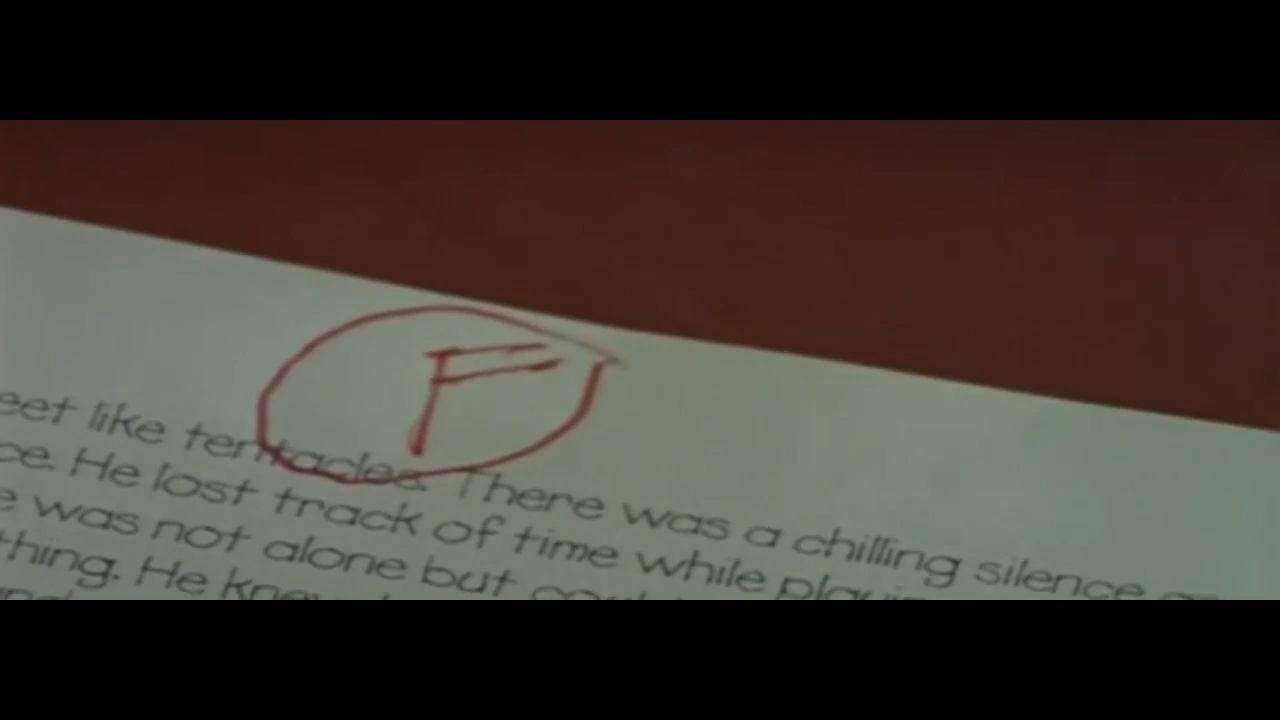 F
eet like tentacles. There was a chilling silence
ce. He lost track of time while
e was not alone but
thing. He